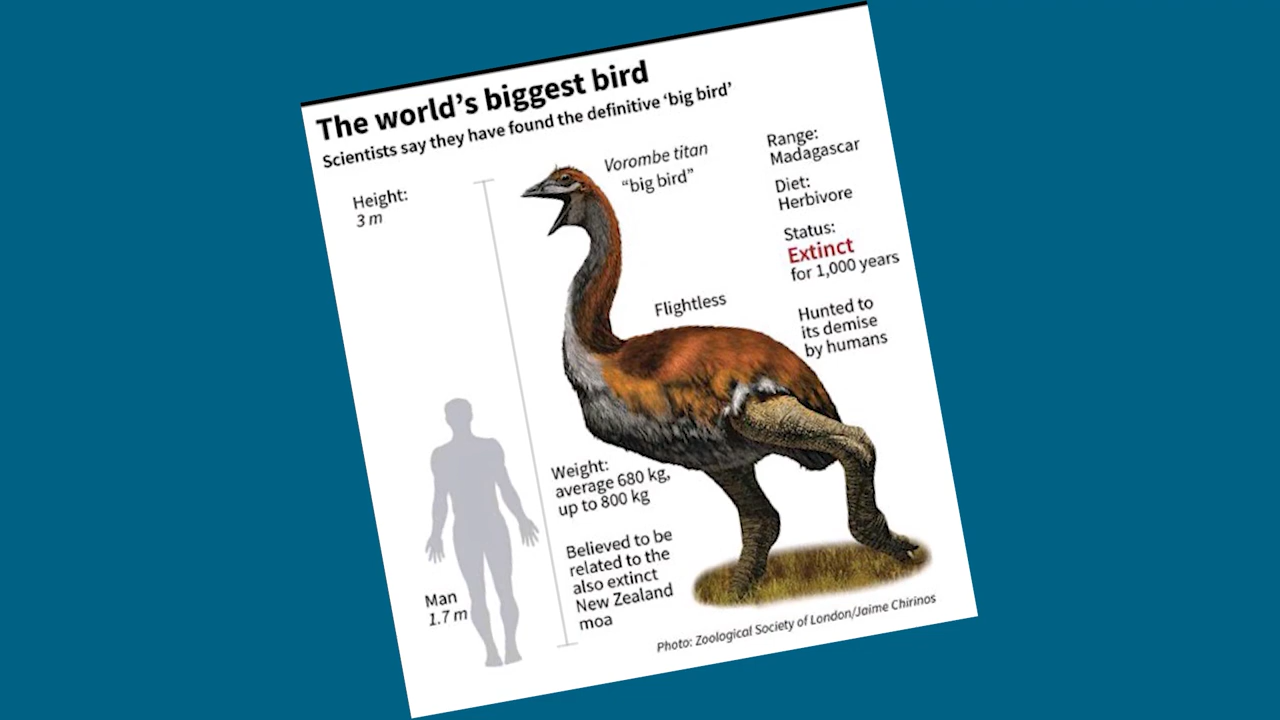 The world's biggest bird
Scientists say they have found the definitive ‘big bird’
Height:
3 m
Vorombe titan
“big bird”
Range:
Madagascar
Diet:
Herbivore
Status:
Extinct
for 1,000 years
Flightless
Hunted to
its demise
by humans
Weight:
average 680 kg,
up to 800 kg
Believed to be
related to the
also extinct
New Zealand
moa
Man
1.7 m
Photo: Zoological Society of London/Jaime Chirinos